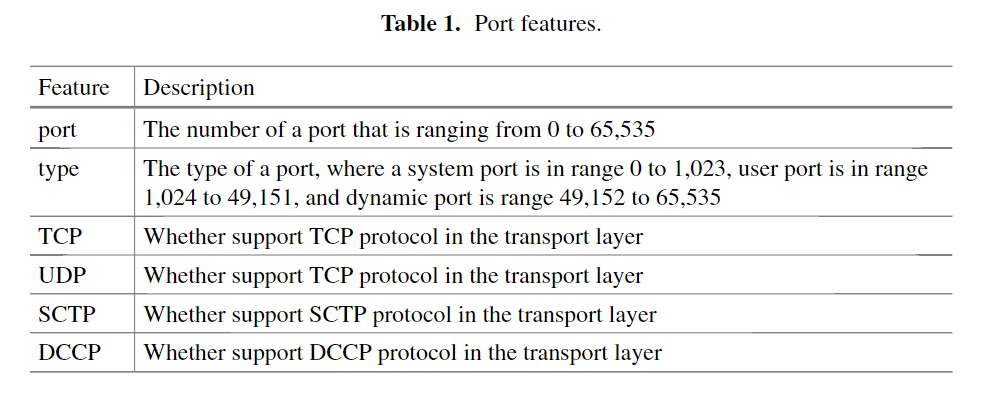 Table 1. Port features.
Feature Description
port The number of a port that is ranging from 0 to 65,535
type The type of a port, where a system port is in range 0 to 1,023, user port is in range
1,024 to 49,151, and dynamic port is range 49,152 to 65,535
TCP Whether support TCP protocol in the transport layer
UDP Whether support TCP protocol in the transport layer
SCTP Whether support SCTP protocol in the transport layer
DCCP Whether support DCCP protocol in the transport layer